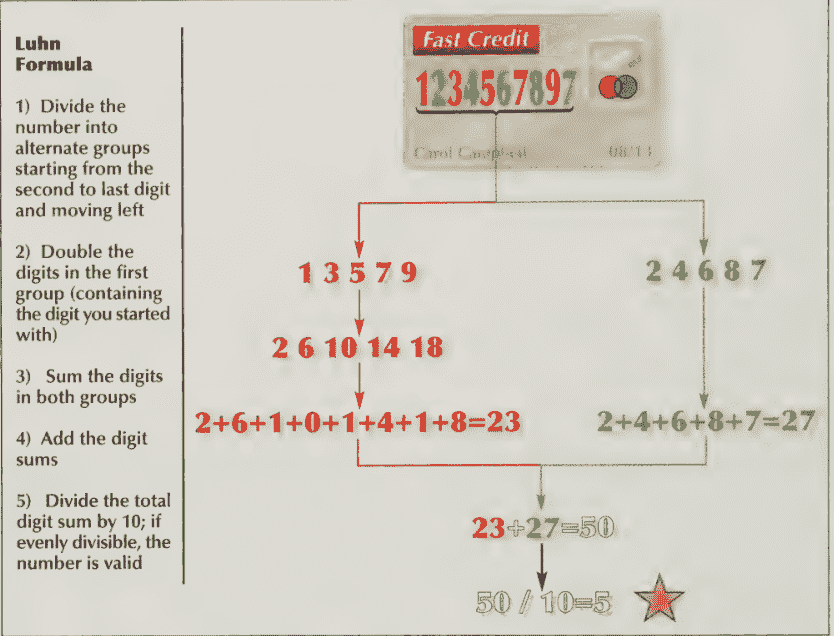 Luhn
Formula
1) Divide the
number into
alternate groups
starting from the
second to last digit
and moving left
2) Double the
digits in the first
group (containing
the digit you started
with)
3) Sum the digits
in both groups
4) Add the digit
sums
5) Divide the total
digit sum by 10; if
evenly divisible, the
number is valid
Fast Credit
1234567897
Carol
08/13
1 3 5 7 9
2 4 6 8 7
2 6 10 14 18
2+6+1+0+1+4+1+8=23
2+4+6+8+7=27
23+27=50
50 / 10=5